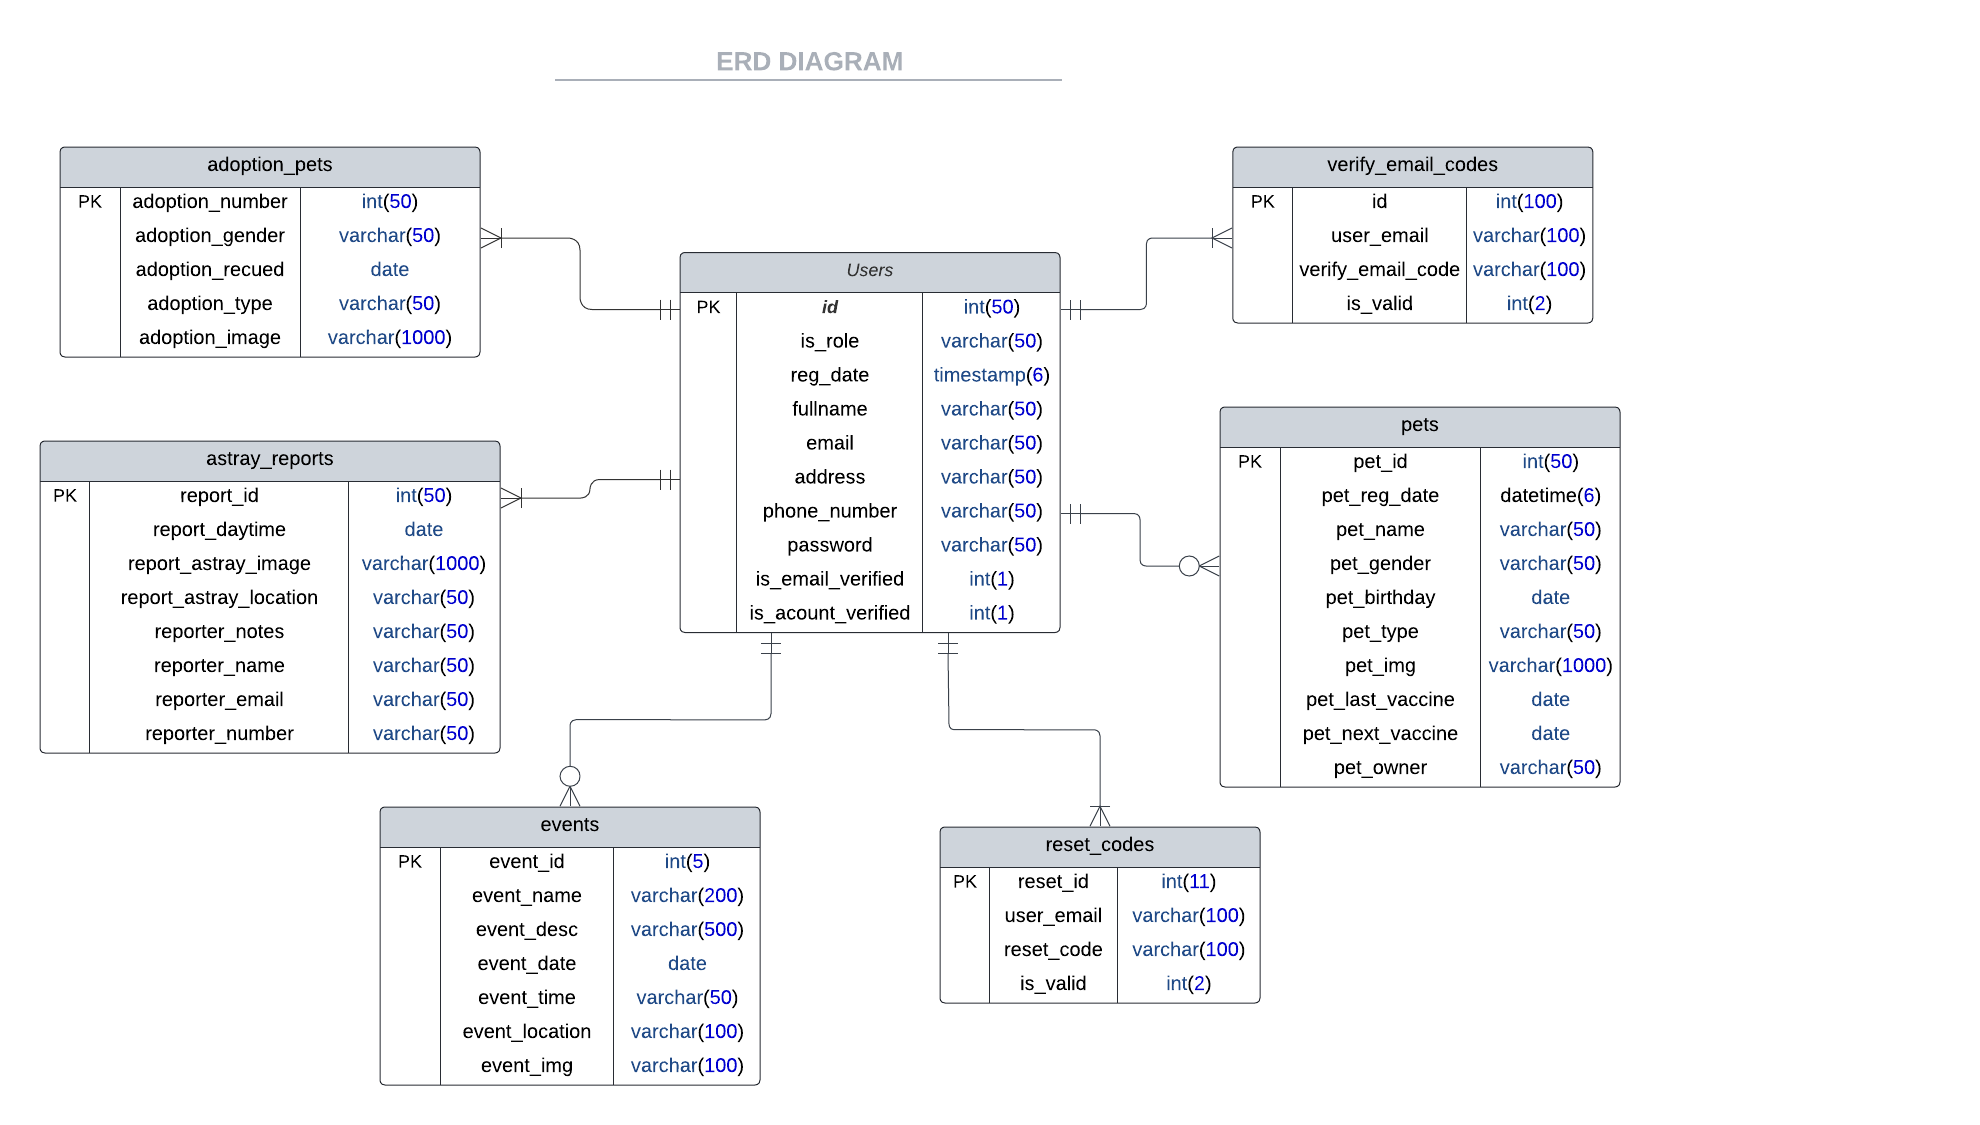 ERD DIAGRAM
adoption_pets
PK adoption_number int(50)
adoption_gender varchar(50)
adoption_recued date
adoption_type varchar(50)
adoption_image varchar(1000)
verify_email_codes
PK id int(100)
user_email varchar(100)
verify_email_code varchar(100)
is_valid int(2)
Users
PK id int(50)
is_role varchar(50)
reg_date timestamp(6)
fullname varchar(50)
email varchar(50)
address varchar(50)
phone_number varchar(50)
password varchar(50)
is_email_verified int(1)
is_acount_verified int(1)
astray_reports
PK report_id int(50)
report_daytime date
report_astray_image varchar(1000)
report_astray_location varchar(50)
reporter_notes varchar(50)
reporter_name varchar(50)
reporter_email varchar(50)
reporter_number varchar(50)
pets
PK pet_id int(50)
pet_reg_date datetime(6)
pet_name varchar(50)
pet_gender varchar(50)
pet_birthday date
pet_type varchar(50)
pet_img varchar(1000)
pet_last_vaccine date
pet_next_vaccine date
pet_owner varchar(50)
events
PK event_id int(5)
event_name varchar(200)
event_desc varchar(500)
event_date date
event_time varchar(50)
event_location varchar(100)
event_img varchar(100)
reset_codes
PK reset_id int(11)
user_email varchar(100)
reset_code varchar(100)
is_valid int(2)